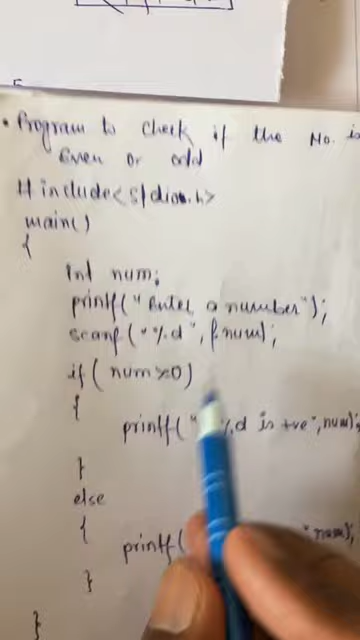 • Program to check if the No. is
Even or odd
# include<stdio.h>
main()
{
int num;
printf("Enter a number");
scanf("%d", &num);
if ( num>0)
{
printf(" %d is +ve",num);
}
else
{
printf( "num);
}
}